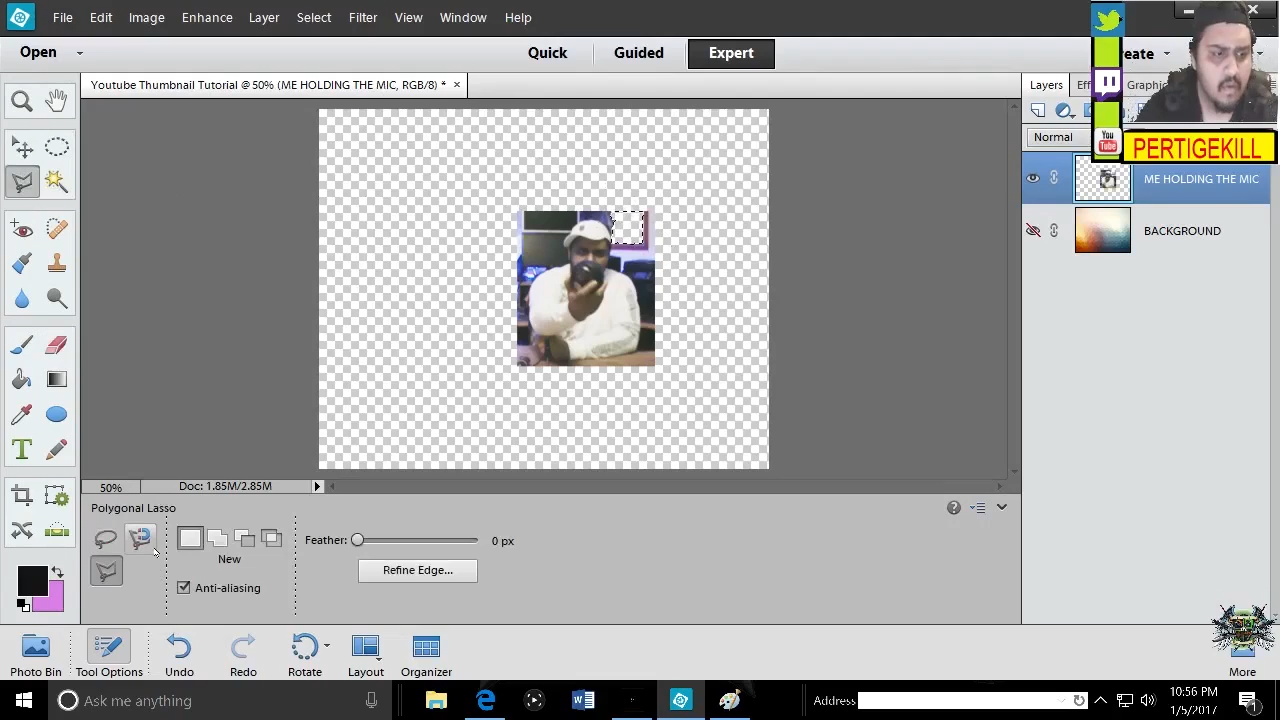 File Edit Image Enhance Layer Select Filter View Window Help
Open Quick Guided Expert
Youtube Thumbnail Tutorial @ 50% (ME HOLDING THE MIC, RGB/8) * ×
Layers
Normal
You
Tube
PERTIGEKILL
ME HOLDING THE MIC
BACKGROUND
50% Doc: 1.85M/2.85M
Polygonal Lasso
New
Feather: 0 px
Refine Edge...
Anti-aliasing
Photo Bin Tool Options Undo Redo Rotate Layout Organizer More
Ask me anything
Address
10:56 PM
1/5/2017